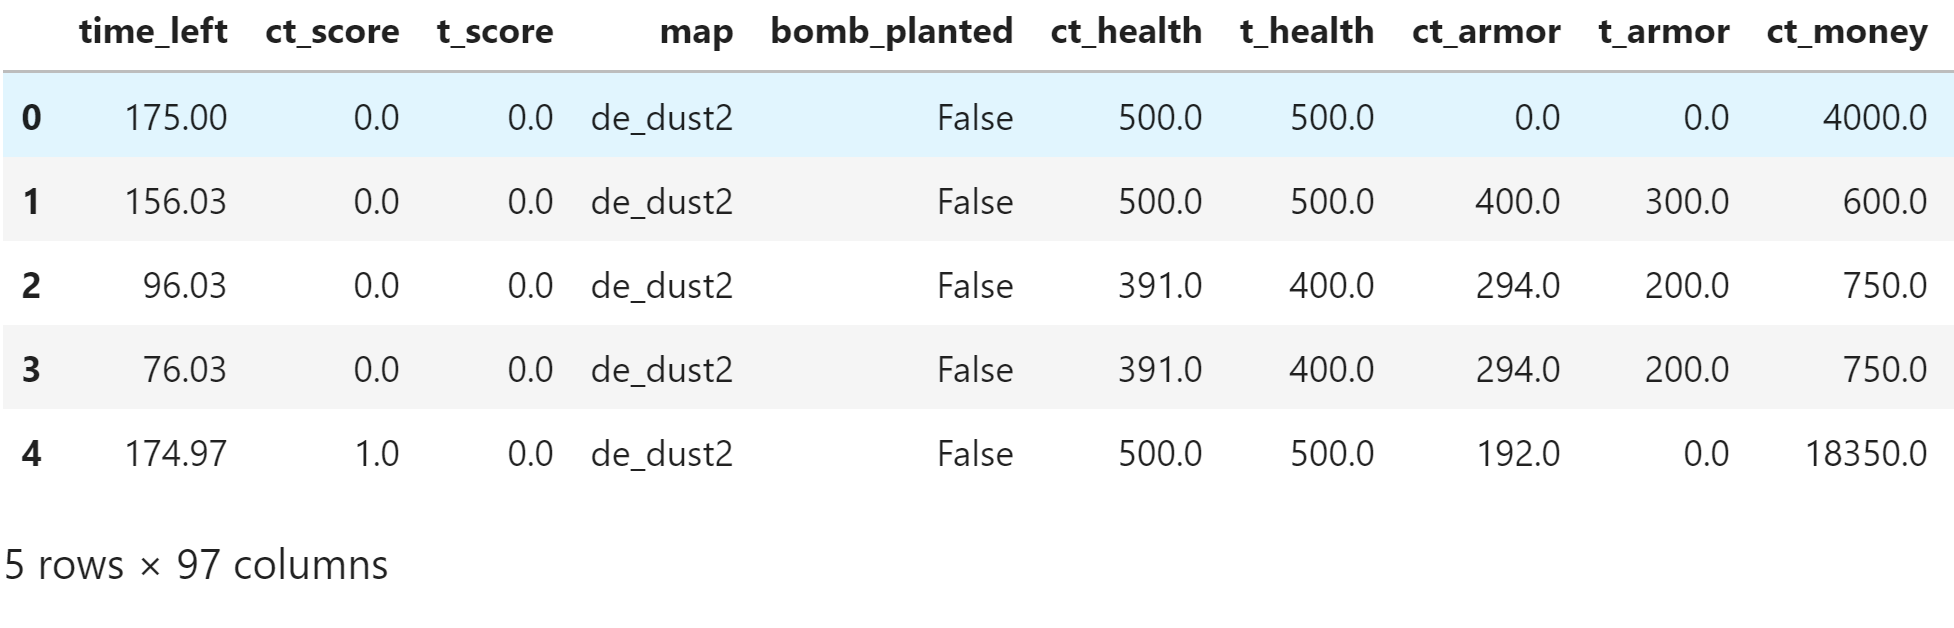 time_left ct_score t_score map bomb_planted ct_health t_health ct_armor t_armor ct_money
0 175.00 0.0 0.0 de_dust2 False 500.0 500.0 0.0 0.0 4000.0
1 156.03 0.0 0.0 de_dust2 False 500.0 500.0 400.0 300.0 600.0
2 96.03 0.0 0.0 de_dust2 False 391.0 400.0 294.0 200.0 750.0
3 76.03 0.0 0.0 de_dust2 False 391.0 400.0 294.0 200.0 750.0
4 174.97 1.0 0.0 de_dust2 False 500.0 500.0 192.0 0.0 18350.0
5 rows × 97 columns